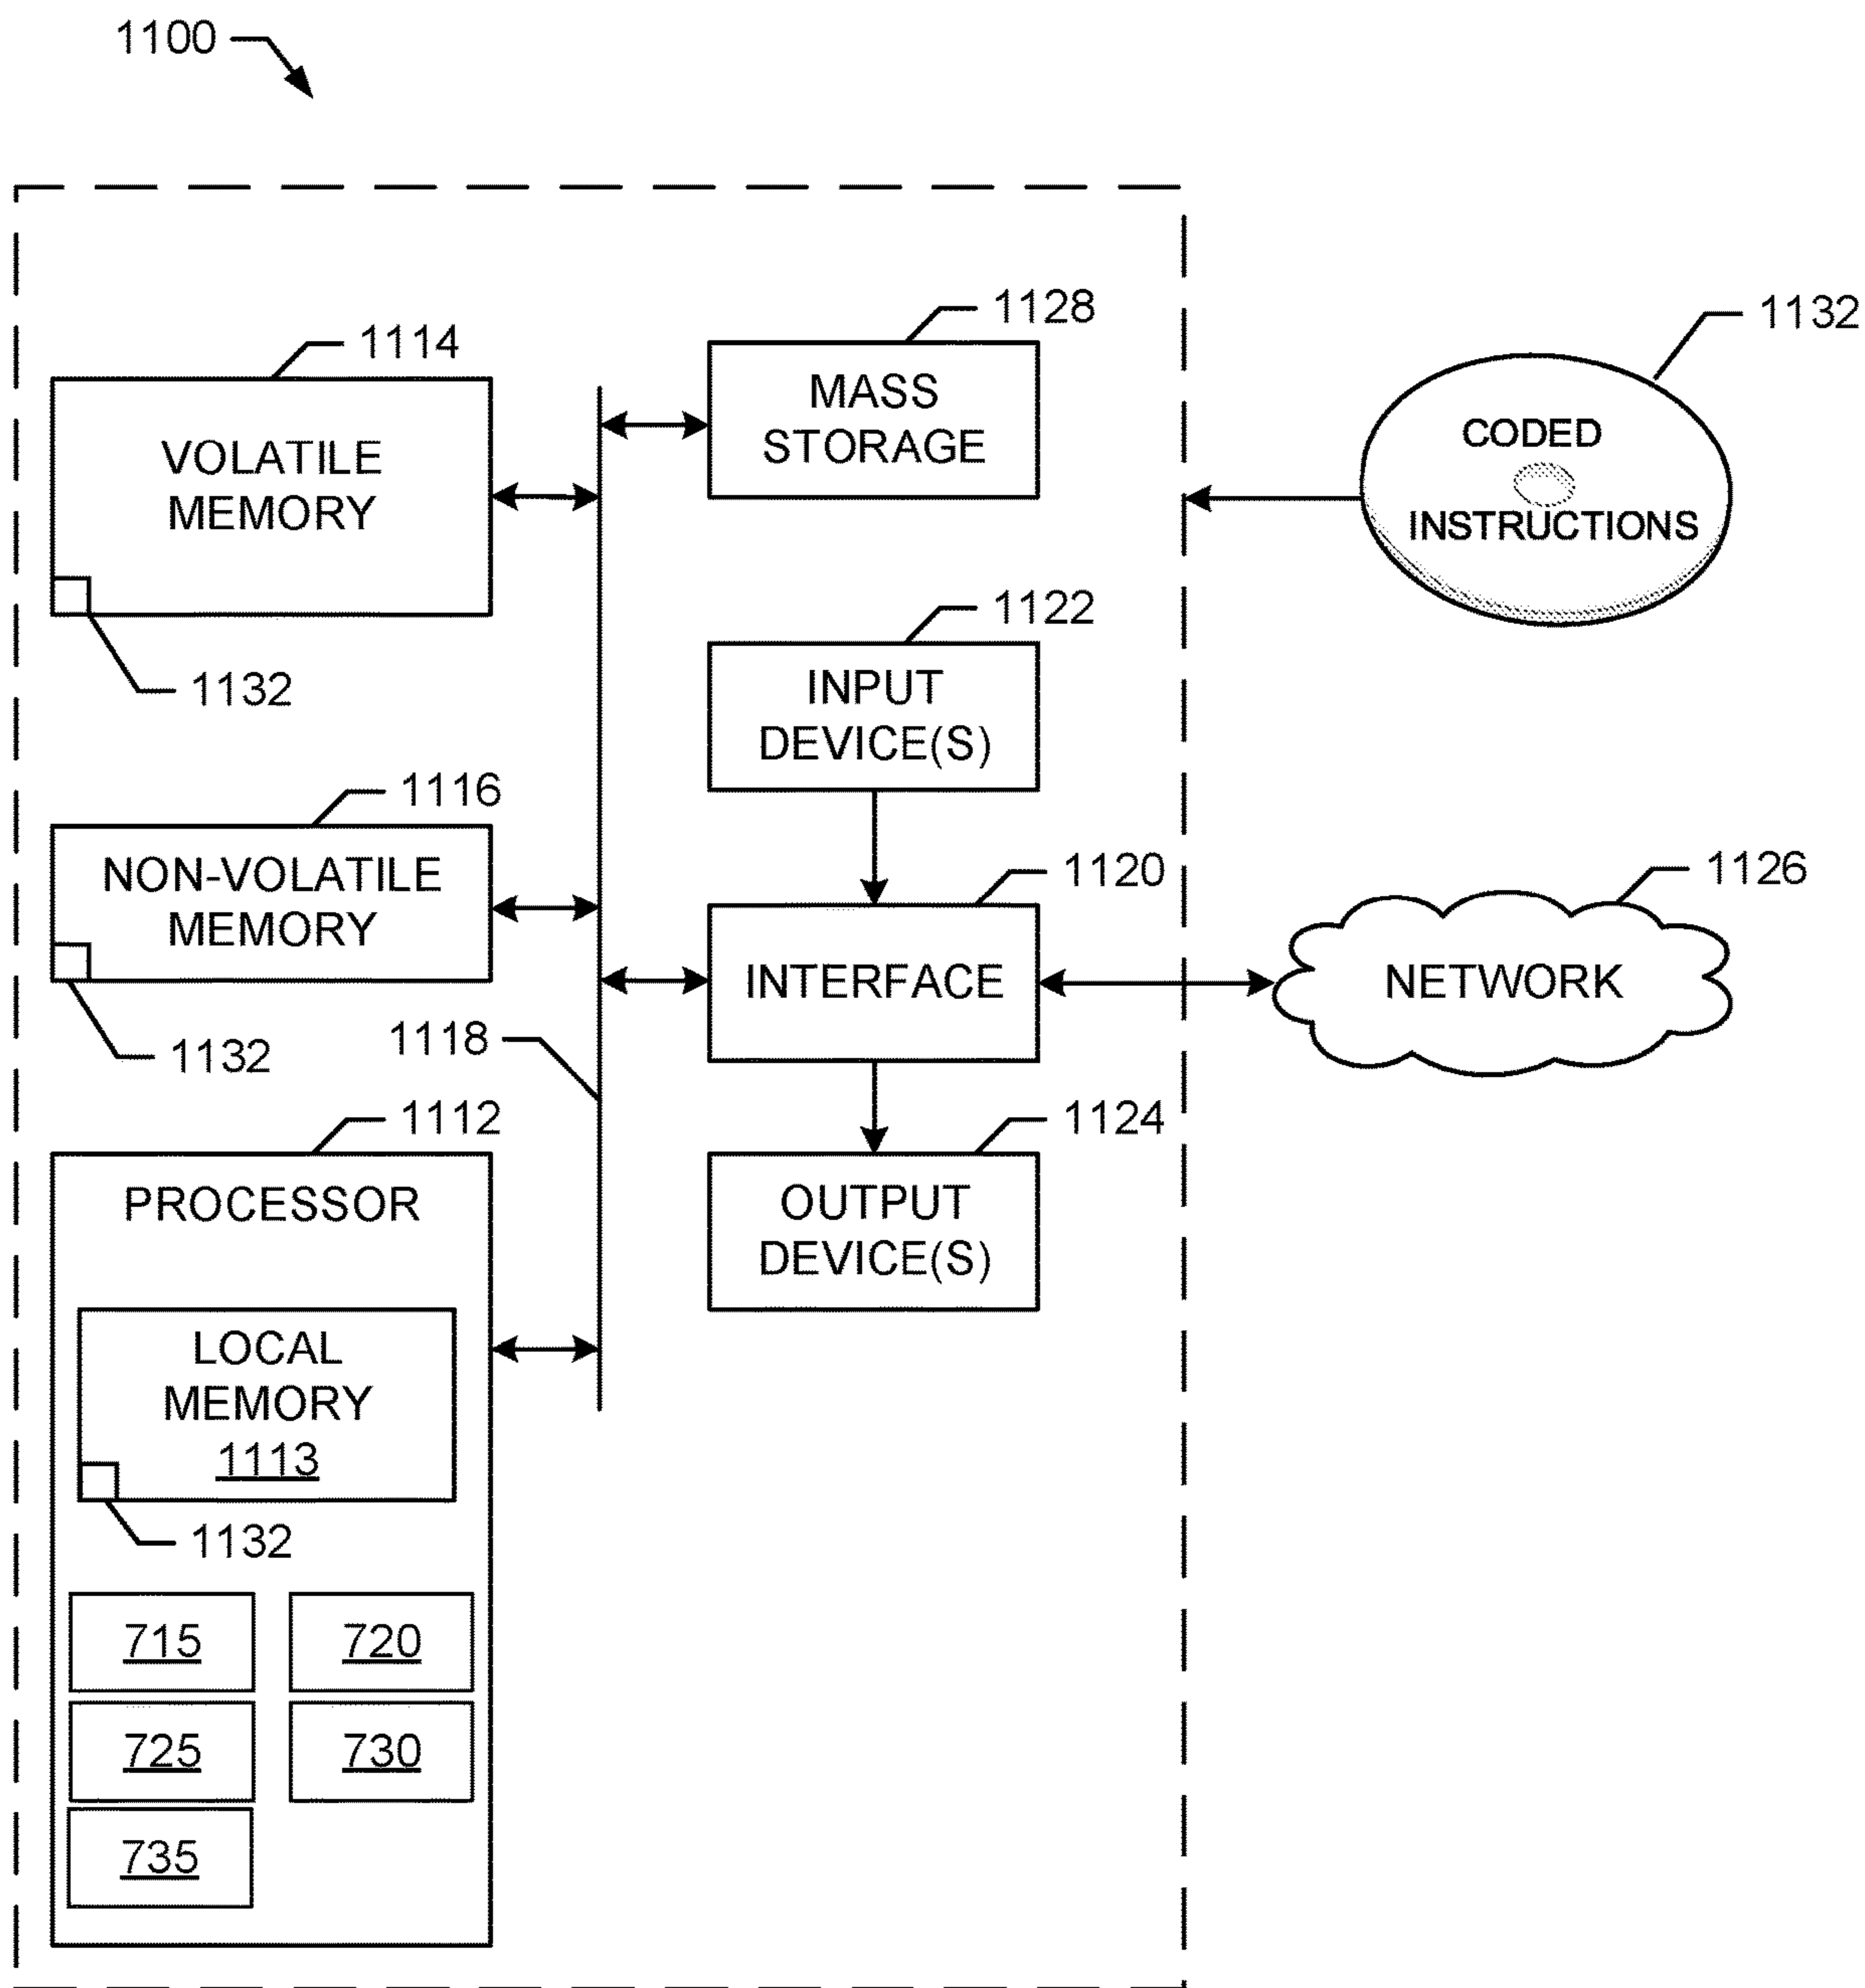 1100
1128
1132
1114
MASS
STORAGE
CODED
INSTRUCTIONS
VOLATILE
MEMORY
1122
1132
INPUT
DEVICE(S)
1116
1120
1126
NON-VOLATILE
MEMORY
INTERFACE
NETWORK
1118
1132
1112
1124
PROCESSOR
OUTPUT
DEVICE(S)
LOCAL
MEMORY
1113
1132
715
720
725
730
735